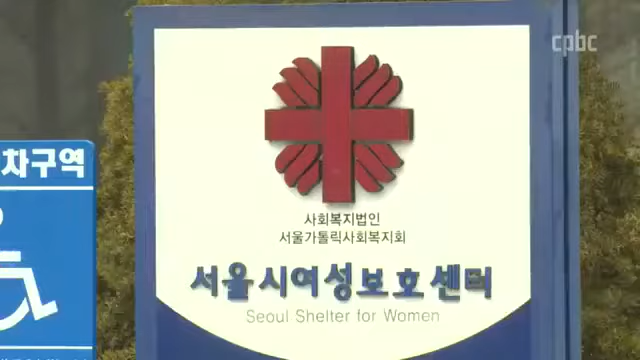 cpbc
차구역
사회복지법인
서울가톨릭사회복지회
서울시여성보호센터
Seoul Shelter for Women